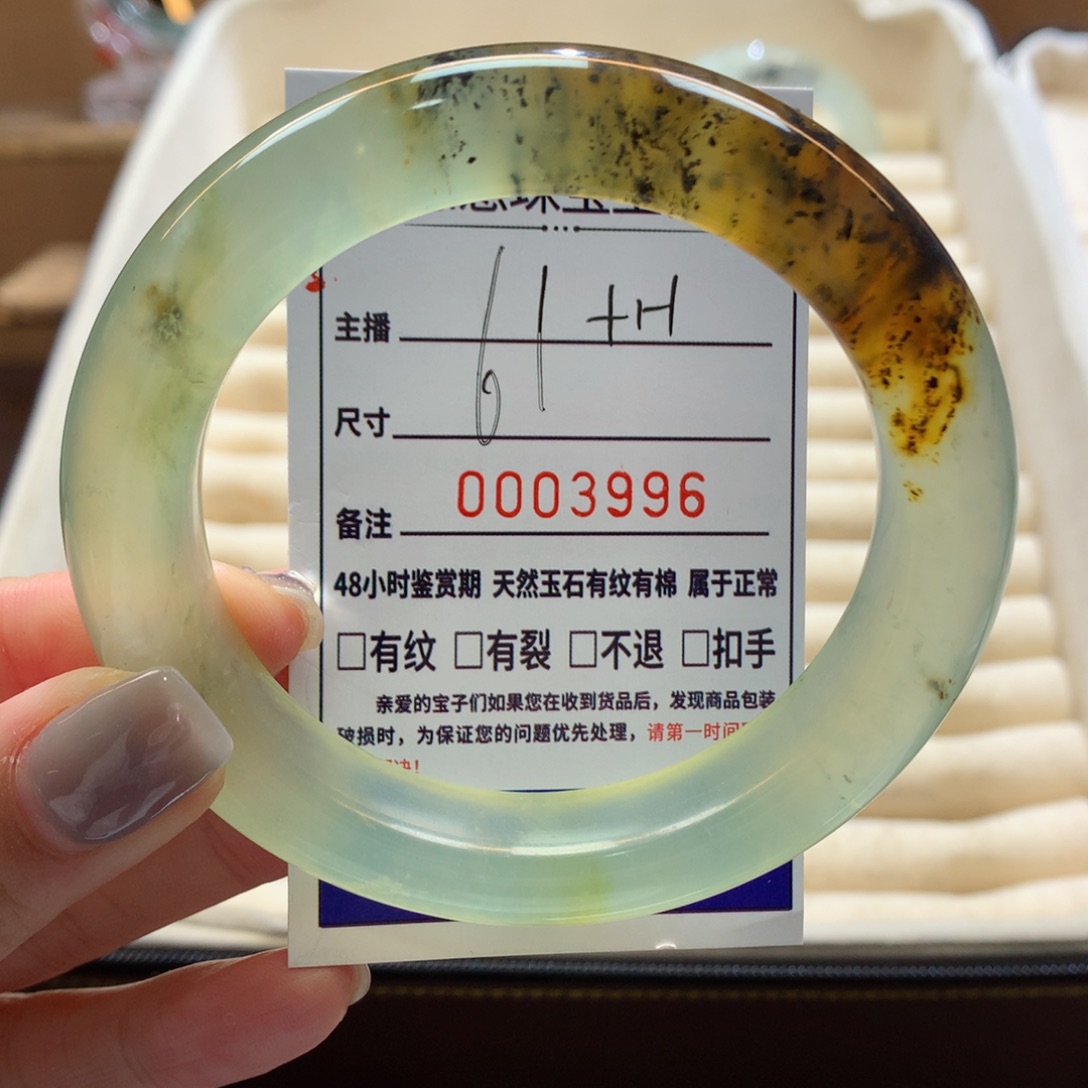 珠宝
主播
61 +H
尺寸
0003996
备注
48小时鉴赏期 天然玉石有纹有棉 属于正常
□有纹 □有裂 □不退 □扣手
亲爱的宝子们如果您在收到货品后，发现商品包装
破损时，为保证您的问题优先处理，请第一时间
决！